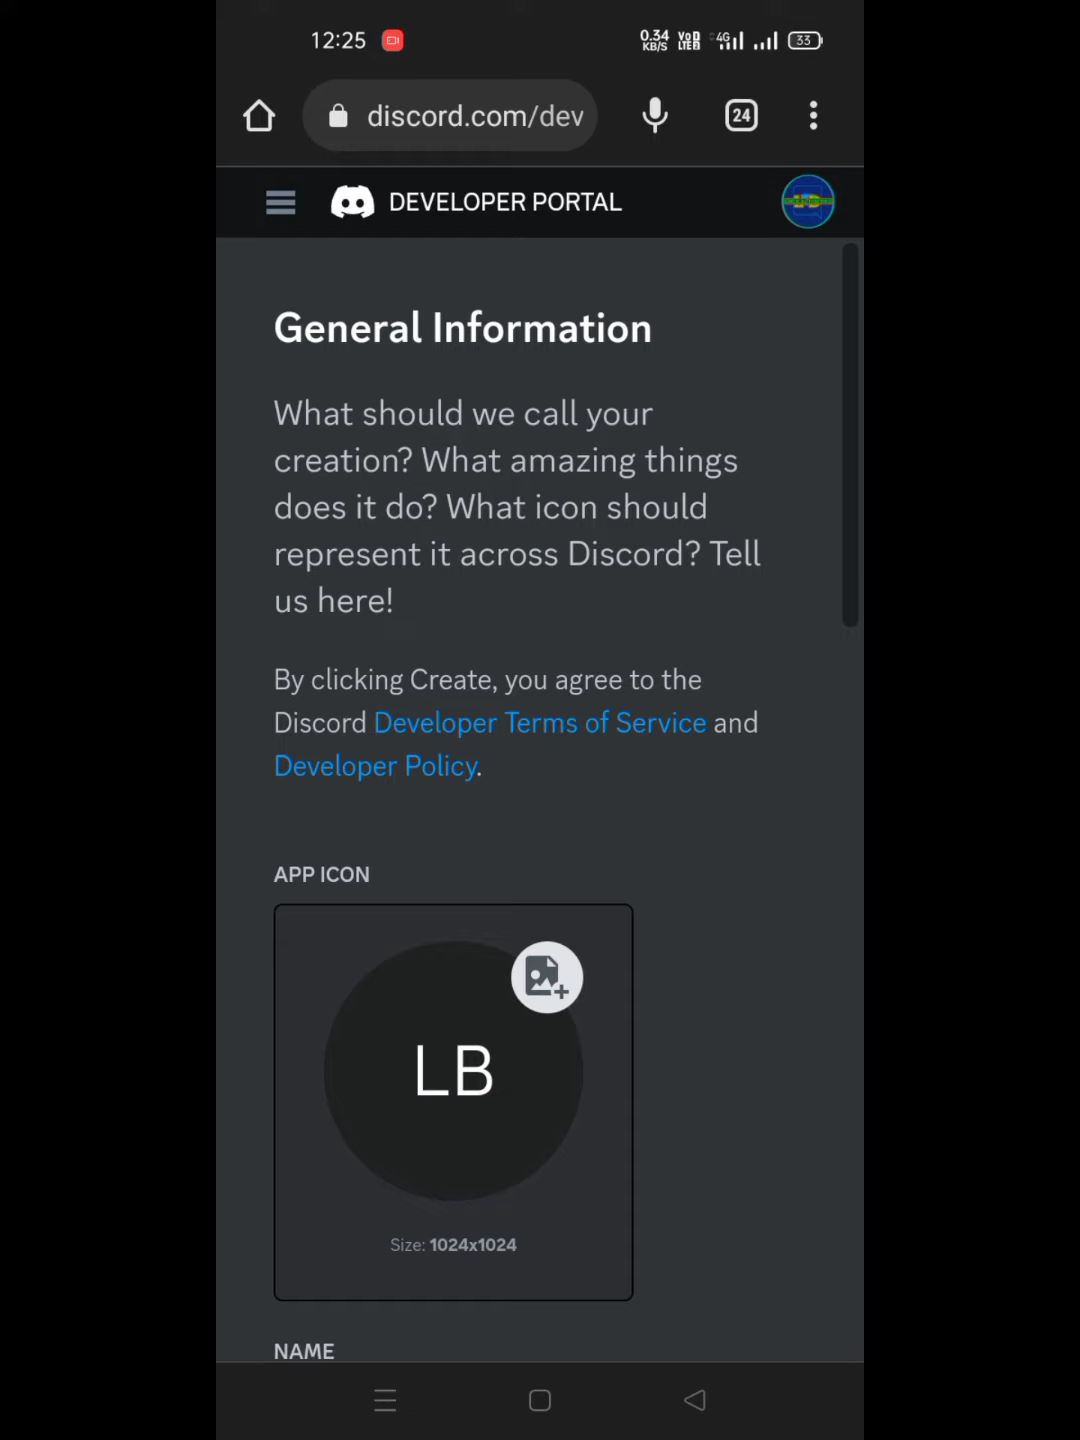 12:25 0.34 KB/S Vo LTE 4G 33
discord.com/dev 24
DEVELOPER PORTAL
General Information
What should we call your
creation? What amazing things
does it do? What icon should
represent it across Discord? Tell
us here!
By clicking Create, you agree to the
Discord Developer Terms of Service and
Developer Policy.
APP ICON
LB
Size: 1024x1024
NAME